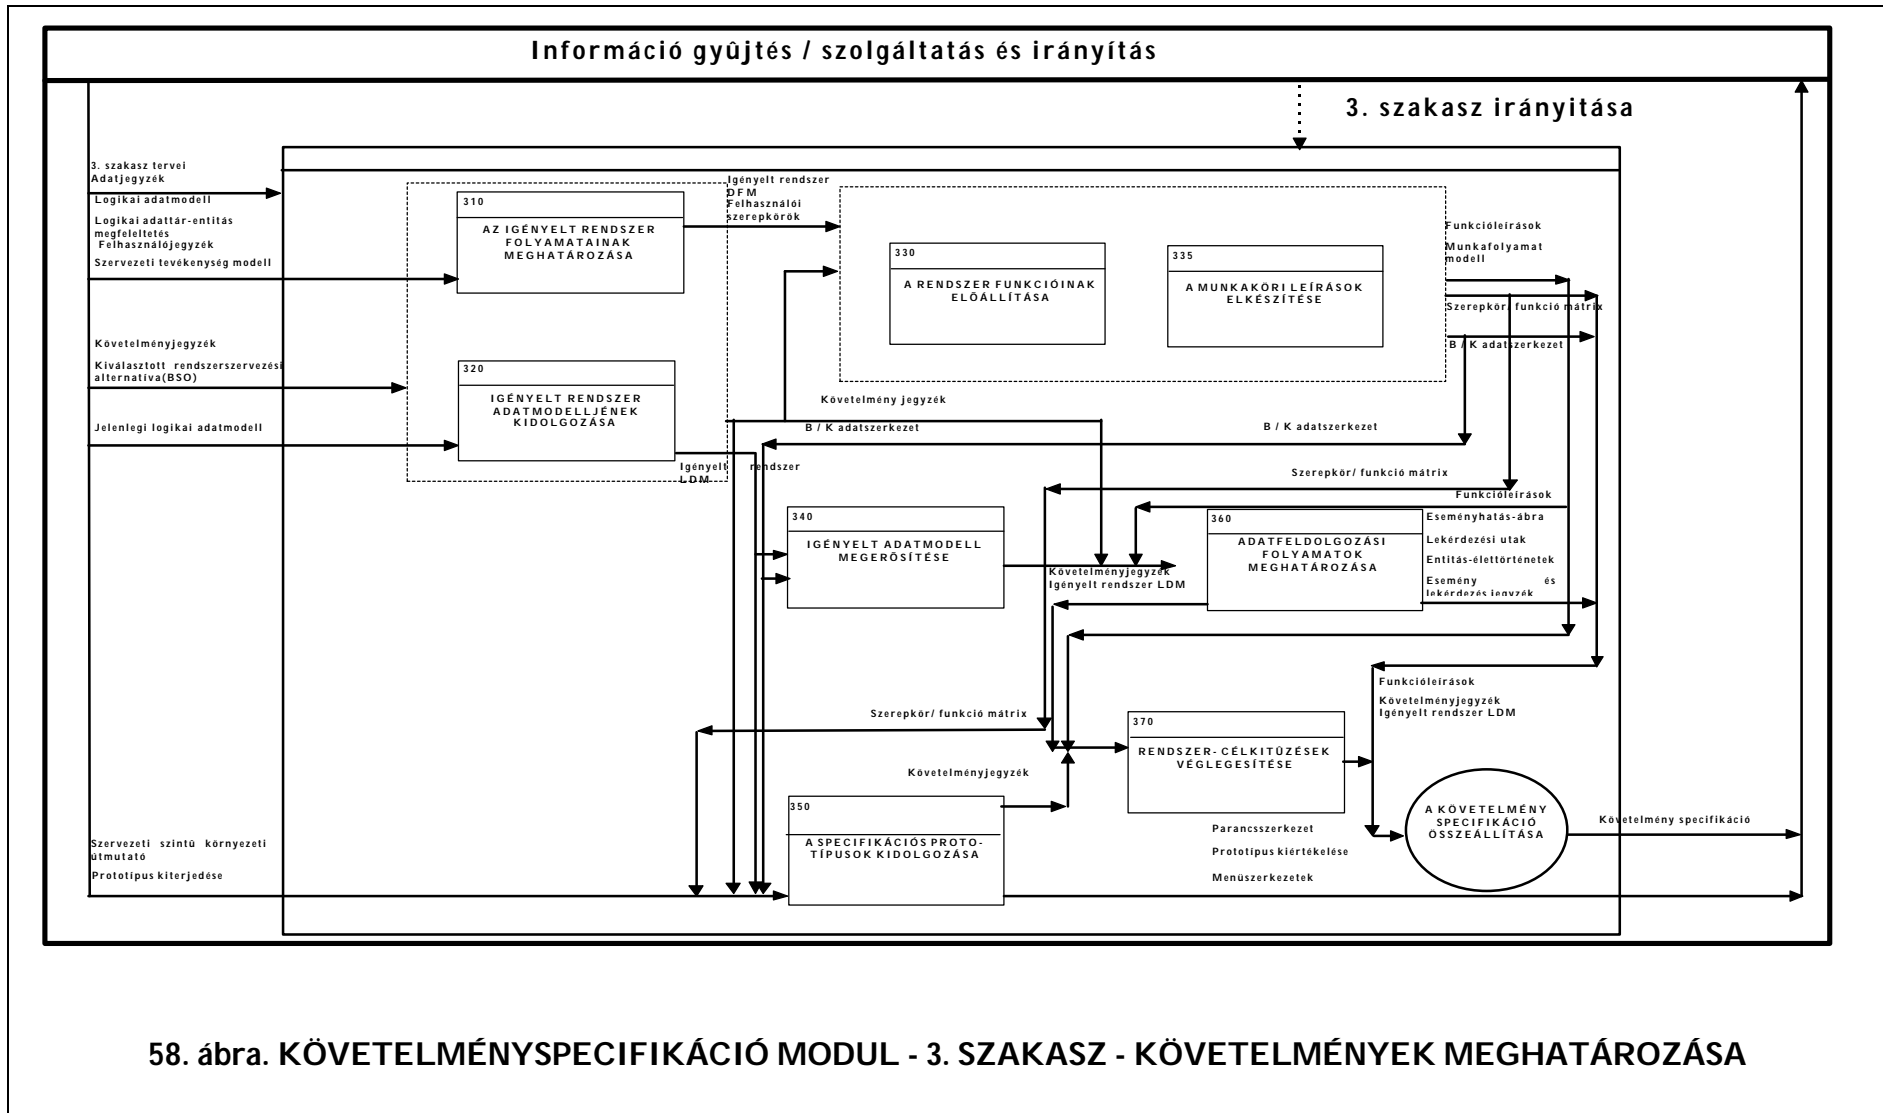 Információ gyûjtés / szolgáltatás és irányítás
3. szakasz irányitása
3. szakasz tervei
Adatjegyzék
Logikai adatmodell
Logikai adattár-entitás
megfeleltetés
Felhasználójegyzék
Szervezeti tevékenység modell
Követelményjegyzék
Kiválasztott rendszerszervezési
alternatíva(BSO)
Jelenlegi logikai adatmodell
310
AZ IGÉNYELT RENDSZER
FOLYAMATAINAK
MEGHATÁROZÁSA
320
IGÉNYELT RENDSZER
ADATMODELLJÉNEK
KIDOLGOZÁSA
Igényelt rendszer
DFM
Felhasználói
szerepkörök
330
A RENDSZER FUNKCIÓINAK
ELÕÁLLÍTÁSA
335
A MUNKAKÖRI LEÍRÁSOK
ELKÉSZÍTÉSE
Funkcióleírások
Munkafolyamat
modell
Szerepkör/ funkció mátrix
B / K adatszerkezet
Követelmény jegyzék
B / K adatszerkezet
B / K adatszerkezet
Igényelt rendszer
LDM
Szerepkör/ funkció mátrix
Funkcióleírások
340
IGÉNYELT ADATMODELL
MEGERÕSÍTÉSE
Követelményjegyzék
Igényelt rendszer LDM
360
ADATFELDOLGOZÁSI
FOLYAMATOK
MEGHATÁROZÁSA
Eseményhatás-ábra
Lekérdezési utak
Entitás-élettörténetek
Esemény és
lekérdezés jegyzék
Funkcióleírások
Követelményjegyzék
Igényelt rendszer LDM
Szerepkör/ funkció mátrix
370
RENDSZER- CÉLKITÛZÉSEK
VÉGLEGESÍTÉSE
Követelményjegyzék
350
A SPECIFIKÁCIÓS PROTO-
TÍPUSOK KIDOLGOZÁSA
Parancsszerkezet
Prototípus kiértékelése
Menüszerkezetek
A KÖVETELMÉNY
SPECIFIKÁCIÓ
ÖSSZEÁLLÍTÁSA
Követelmény specifikáció
Szervezeti szintû környezeti
útmutató
Prototípus kiterjedése
58. ábra. KÖVETELMÉNYSPECIFIKÁCIÓ MODUL - 3. SZAKASZ - KÖVETELMÉNYEK MEGHATÁROZÁSA